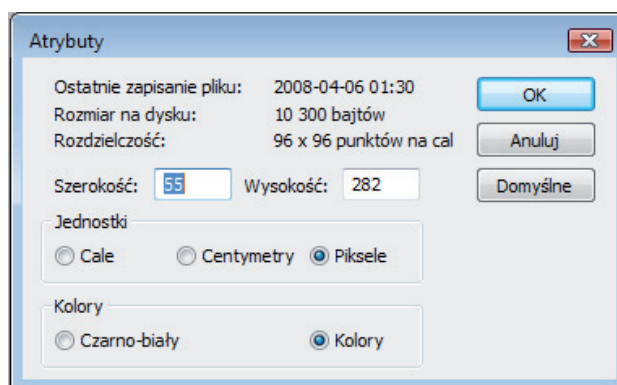 Atrybuty
Ostatnie zapisanie pliku: 2008-04-06 01:30
Rozmiar na dysku: 10 300 bajtów
Rozdzielczość: 96 x 96 punktów na cal
OK
Anuluj
Domyślne
Szerokość: 55 Wysokość: 282
Jednostki
Cale Centymetry Piksele
Kolory
Czarno-biały Kolory